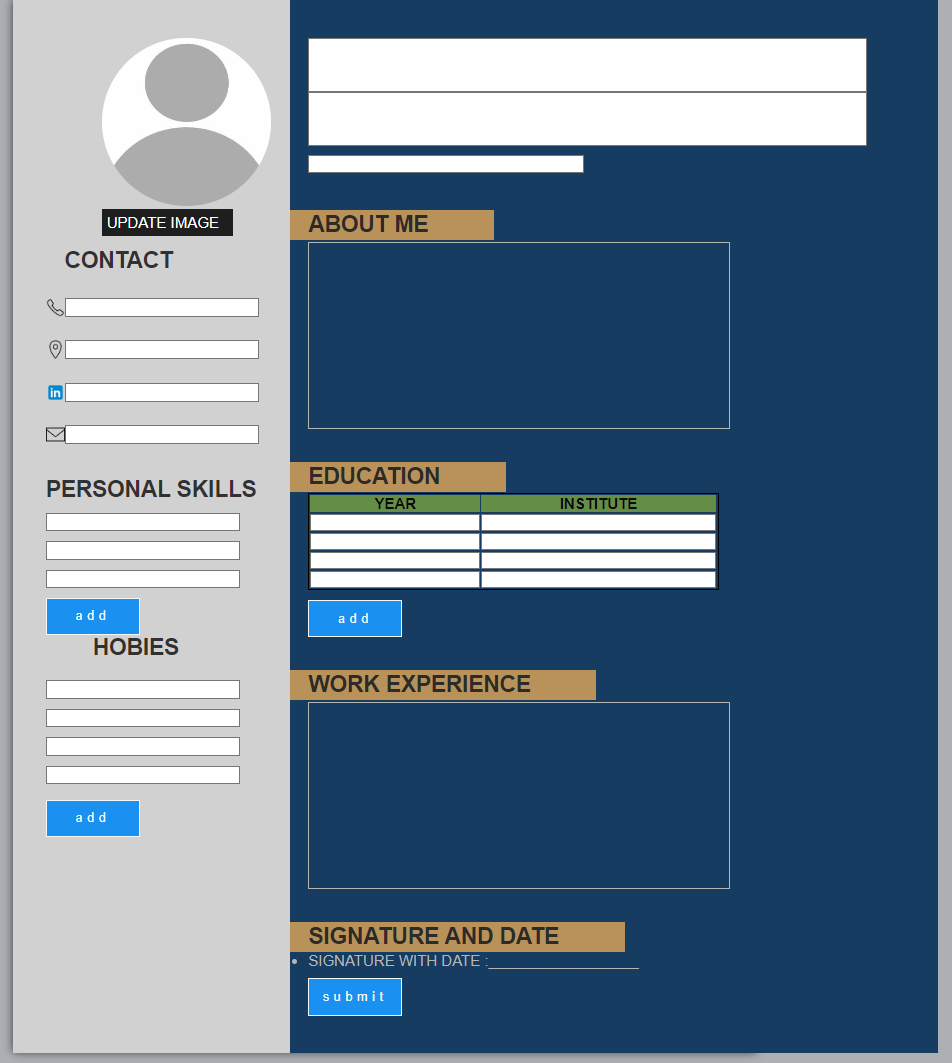 UPDATE IMAGE
CONTACT
in
PERSONAL SKILLS
add
HOBIES
add
ABOUT ME
EDUCATION
YEAR INSTITUTE
add
WORK EXPERIENCE
SIGNATURE AND DATE
• SIGNATURE WITH DATE :__________________
submit